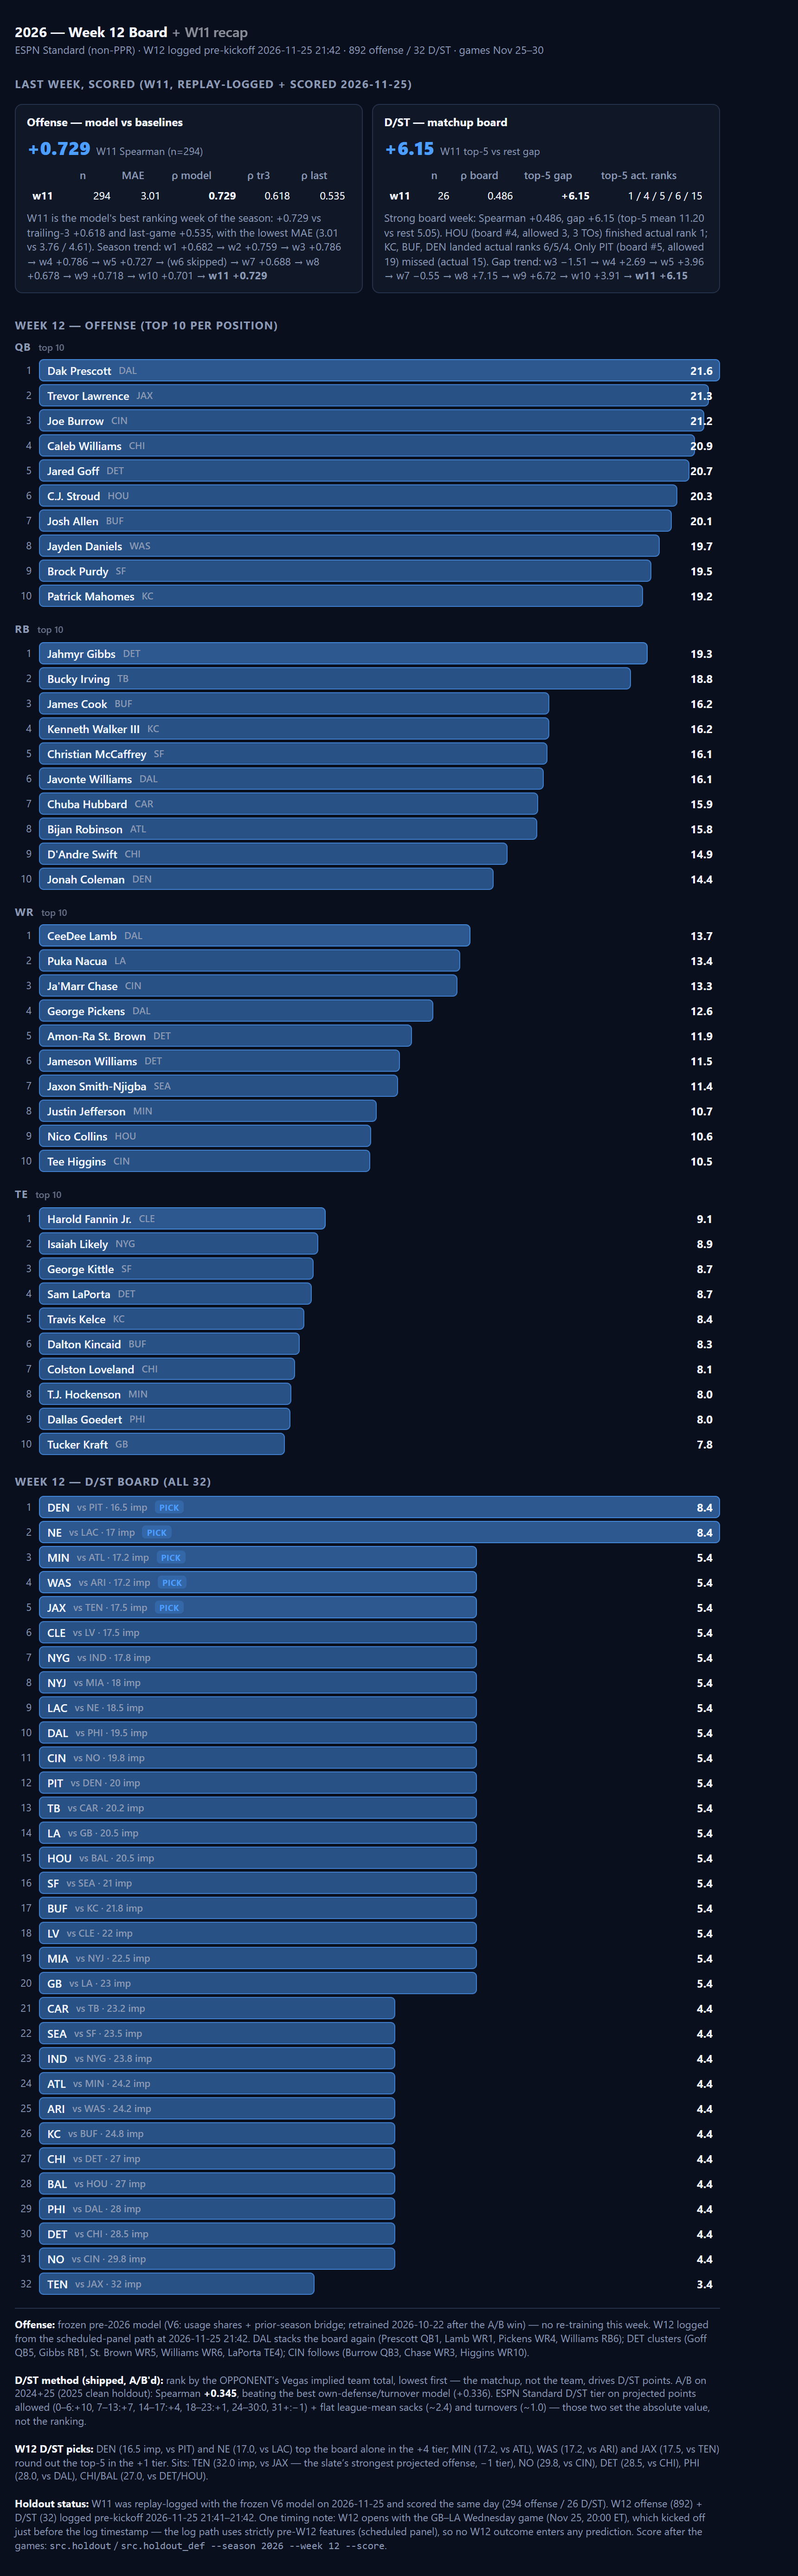 2026 — Week 12 Board + W11 recap
ESPN Standard (non-PPR) · W12 logged pre-kickoff 2026-11-25 21:42 · 892 offense / 32 D/ST · games Nov 25–30
LAST WEEK, SCORED (W11, REPLAY-LOGGED + SCORED 2026-11-25)
Offense — model vs baselines
+0.729 W11 Spearman (n=294)
n MAE ρ model ρ tr3 ρ last
w11 294 3.01 0.729 0.618 0.535
W11 is the model's best ranking week of the season: +0.729 vs
trailing-3 +0.618 and last-game +0.535, with the lowest MAE (3.01
vs 3.76 / 4.61). Season trend: w1 +0.682 → w2 +0.759 → w3 +0.786
→ w4 +0.786 → w5 +0.727 → (w6 skipped) → w7 +0.688 → w8
+0.678 → w9 +0.718 → w10 +0.701 → w11 +0.729
D/ST — matchup board
+6.15 W11 top-5 vs rest gap
n ρ board top-5 gap top-5 act. ranks
w11 26 0.486 +6.15 1 / 4 / 5 / 6 / 15
Strong board week: Spearman +0.486, gap +6.15 (top-5 mean 11.20
vs rest 5.05). HOU (board #4, allowed 3, 3 TOs) finished actual rank 1;
KC, BUF, DEN landed actual ranks 6/5/4. Only PIT (board #5, allowed
19) missed (actual 15). Gap trend: w3 −1.51 → w4 +2.69 → w5 +3.96
→ w7 −0.55 → w8 +7.15 → w9 +6.72 → w10 +3.91 → w11 +6.15
WEEK 12 — OFFENSE (TOP 10 PER POSITION)
QB top 10
1 Dak Prescott DAL 21.6
2 Trevor Lawrence JAX 21.3
3 Joe Burrow CIN 21.2
4 Caleb Williams CHI 20.9
5 Jared Goff DET 20.7
6 C.J. Stroud HOU 20.3
7 Josh Allen BUF 20.1
8 Jayden Daniels WAS 19.7
9 Brock Purdy SF 19.5
10 Patrick Mahomes KC 19.2
RB top 10
1 Jahmyr Gibbs DET 19.3
2 Bucky Irving TB 18.8
3 James Cook BUF 16.2
4 Kenneth Walker III KC 16.2
5 Christian McCaffrey SF 16.1
6 Javonte Williams DAL 16.1
7 Chuba Hubbard CAR 15.9
8 Bijan Robinson ATL 15.8
9 D'Andre Swift CHI 14.9
10 Jonah Coleman DEN 14.4
WR top 10
1 CeeDee Lamb DAL 13.7
2 Puka Nacua LA 13.4
3 Ja'Marr Chase CIN 13.3
4 George Pickens DAL 12.6
5 Amon-Ra St. Brown DET 11.9
6 Jameson Williams DET 11.5
7 Jaxon Smith-Njigba SEA 11.4
8 Justin Jefferson MIN 10.7
9 Nico Collins HOU 10.6
10 Tee Higgins CIN 10.5
TE top 10
1 Harold Fannin Jr. CLE 9.1
2 Isaiah Likely NYG 8.9
3 George Kittle SF 8.7
4 Sam LaPorta DET 8.7
5 Travis Kelce KC 8.4
6 Dalton Kincaid BUF 8.3
7 Colston Loveland CHI 8.1
8 T.J. Hockenson MIN 8.0
9 Dallas Goedert PHI 8.0
10 Tucker Kraft GB 7.8
WEEK 12 — D/ST BOARD (ALL 32)
1 DEN vs PIT · 16.5 imp PICK 8.4
2 NE vs LAC · 17 imp PICK 8.4
3 MIN vs ATL · 17.2 imp PICK 5.4
4 WAS vs ARI · 17.2 imp PICK 5.4
5 JAX vs TEN · 17.5 imp PICK 5.4
6 CLE vs LV · 17.5 imp 5.4
7 NYG vs IND · 17.8 imp 5.4
8 NYJ vs MIA · 18 imp 5.4
9 LAC vs NE · 18.5 imp 5.4
10 DAL vs PHI · 19.5 imp 5.4
11 CIN vs NO · 19.8 imp 5.4
12 PIT vs DEN · 20 imp 5.4
13 TB vs CAR · 20.2 imp 5.4
14 LA vs GB · 20.5 imp 5.4
15 HOU vs BAL · 20.5 imp 5.4
16 SF vs SEA · 21 imp 5.4
17 BUF vs KC · 21.8 imp 5.4
18 LV vs CLE · 22 imp 5.4
19 MIA vs NYJ · 22.5 imp 5.4
20 GB vs LA · 23 imp 5.4
21 CAR vs TB · 23.2 imp 4.4
22 SEA vs SF · 23.5 imp 4.4
23 IND vs NYG · 23.8 imp 4.4
24 ATL vs MIN · 24.2 imp 4.4
25 ARI vs WAS · 24.2 imp 4.4
26 KC vs BUF · 24.8 imp 4.4
27 CHI vs DET · 27 imp 4.4
28 BAL vs HOU · 27 imp 4.4
29 PHI vs DAL · 28 imp 4.4
30 DET vs CHI · 28.5 imp 4.4
31 NO vs CIN · 29.8 imp 4.4
32 TEN vs JAX · 32 imp 3.4
Offense: frozen pre-2026 model (V6: usage shares + prior-season bridge; retrained 2026-10-22 after the A/B win) — no re-training this week. W12 logged
from the scheduled-panel path at 2026-11-25 21:42. DAL stacks the board again (Prescott QB1, Lamb WR1, Pickens WR4, Williams RB6); DET clusters (Goff
QB5, Gibbs RB1, St. Brown WR5, Williams WR6, LaPorta TE4); CIN follows (Burrow QB3, Chase WR3, Higgins WR10).
D/ST method (shipped, A/B'd): rank by the OPPONENT's Vegas implied team total, lowest first — the matchup, not the team, drives D/ST points. A/B on
2024+25 (2025 clean holdout): Spearman +0.345, beating the best own-defense/turnover model (+0.336). ESPN Standard D/ST tier on projected points
allowed (0–6:+10, 7–13:+7, 14–17:+4, 18–23:+1, 24–30:0, 31+:−1) + flat league-mean sacks (~2.4) and turnovers (~1.0) — those two set the absolute value,
not the ranking.
W12 D/ST picks: DEN (16.5 imp, vs PIT) and NE (17.0, vs LAC) top the board alone in the +4 tier; MIN (17.2, vs ATL), WAS (17.2, vs ARI) and JAX (17.5, vs TEN)
round out the top-5 in the +1 tier. Sits: TEN (32.0 imp, vs JAX — the slate's strongest projected offense, −1 tier), NO (29.8, vs CIN), DET (28.5, vs CHI), PHI
(28.0, vs DAL), CHI/BAL (27.0, vs DET/HOU).
Holdout status: W11 was replay-logged with the frozen V6 model on 2026-11-25 and scored the same day (294 offense / 26 D/ST). W12 offense (892) +
D/ST (32) logged pre-kickoff 2026-11-25 21:41–21:42. One timing note: W12 opens with the GB–LA Wednesday game (Nov 25, 20:00 ET), which kicked off
just before the log timestamp — the log path uses strictly pre-W12 features (scheduled panel), so no W12 outcome enters any prediction. Score after the
games: src.holdout / src.holdout_def --season 2026 --week 12 --score.